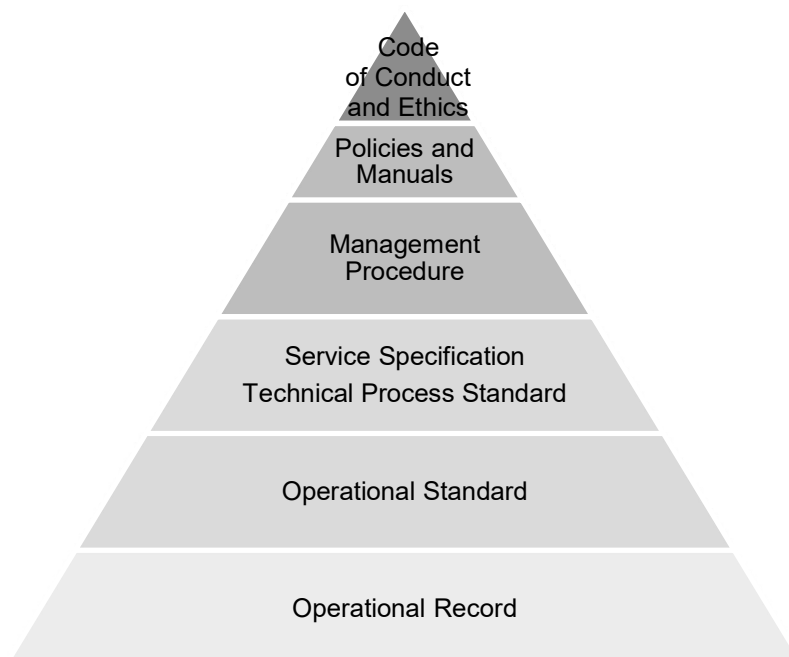 Code
of Conduct
and Ethics
Policies and
Manuals
Management
Procedure
Service Specification
Technical Process Standard
Operational Standard
Operational Record